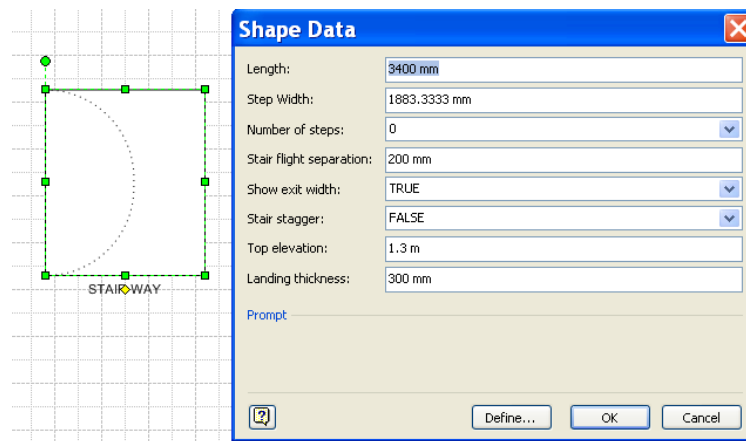 Shape Data
Length: 3400 mm
Step Width: 1883.3333 mm
Number of steps: 0
Stair flight separation: 200 mm
Show exit width: TRUE
Stair stagger: FALSE
Top elevation: 1.3 m
Landing thickness: 300 mm
STAIRWAY
Prompt
? Define... OK Cancel